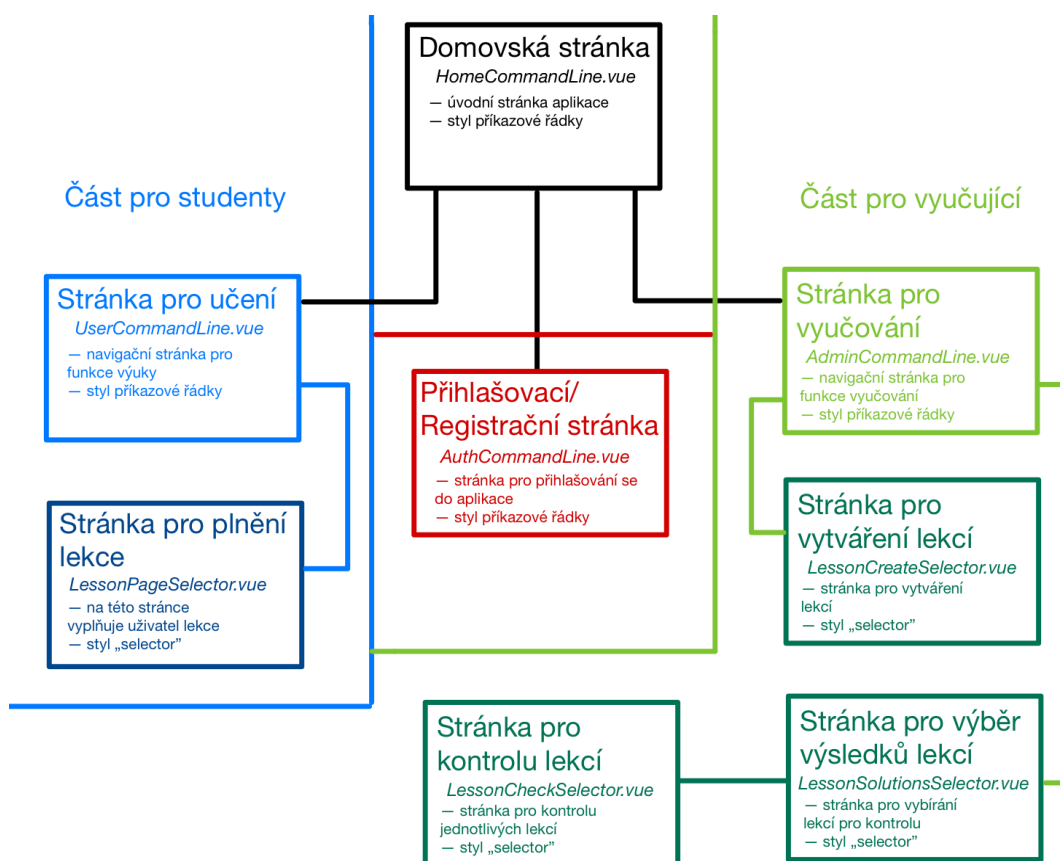 Domovská stránka
HomeCommandLine.vue
— úvodní stránka aplikace
— styl příkazové řádky
Část pro studenty
Část pro vyučující
Stránka pro učení
UserCommandLine.vue
— navigační stránka pro
funkce výuky
— styl příkazové řádky
Stránka pro
vyučování
AdminCommandLine.vue
— navigační stránka pro
funkce vyučování
— styl příkazové řádky
Přihlašovací/
Registrační stránka
AuthCommandLine.vue
— stránka pro přihlašování se
do aplikace
— styl příkazové řádky
Stránka pro plnění
lekce
LessonPageSelector.vue
— na této stránce
vyplňuje uživatel lekce
— styl „selector”
Stránka pro
vytváření lekcí
LessonCreateSelector.vue
— stránka pro vytváření
lekcí
— styl „selector”
Stránka pro
kontrolu lekcí
LessonCheckSelector.vue
— stránka pro kontrolu
jednotlivých lekcí
— styl „selector”
Stránka pro výběr
výsledků lekcí
LessonSolutionsSelector.vue
— stránka pro vybírání
lekcí pro kontrolu
— styl „selector”